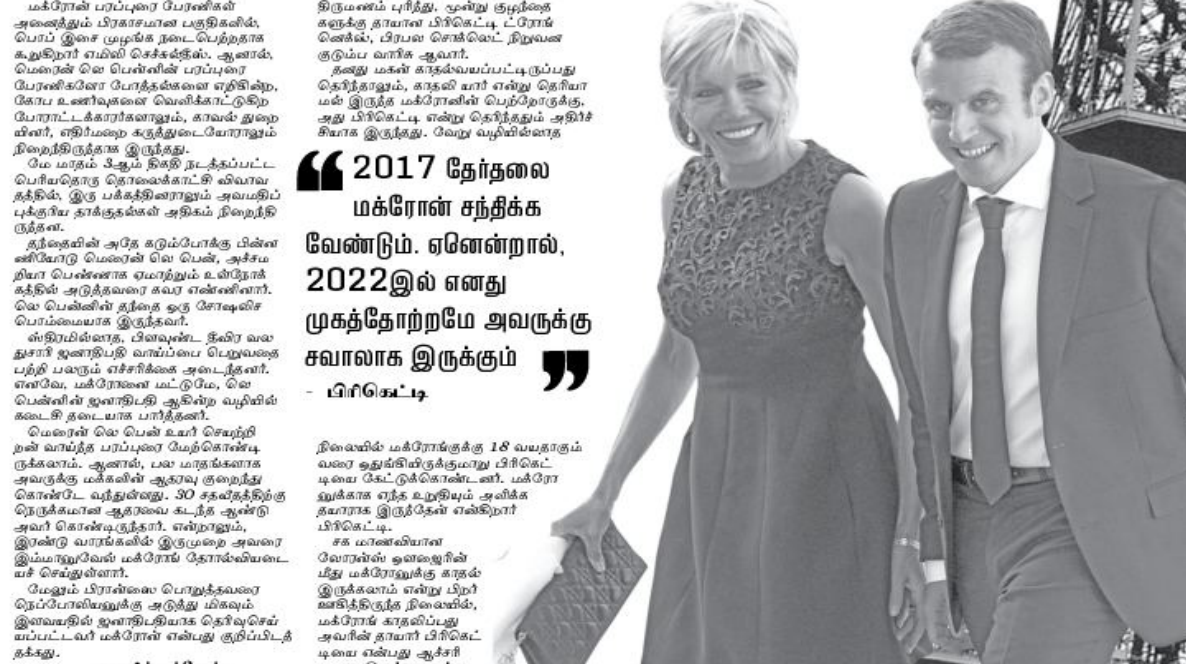 மக்ரோன் பரப்புரை பேரணிகள்
அனைத்தும் பிரகாசமான பகுதிகளில்,
பொப் இசை முழங்க நடைபெற்றதாக
கூறுகிறார் எமிலி செச்சுல்தீஸ். ஆனால்,
மெரைன் லெ பென்னின் பரப்புரை
பேரணிகளோ போத்தல்களை எறிகின்ற,
கோப உணர்வுகளை வெளிக்காட்டுகிற
போராட்டக்காரர்களாலும், காவல் துறை
யினர், எதிர்மறை கருத்துடையோராலும்
நிறைந்திருந்தாக இருந்தது.
மே மாதம் 3ஆம் திகதி நடத்தப்பட்ட
பெரியதொரு தொலைக்காட்சி விவாவ
தத்தில், இரு பக்கத்தினராலும் அவமதிப்
புக்குரிய தாக்குதல்கள் அதிகம் நிறைந்தி
ருந்தன.
தந்தையின் அதே கடும்போக்கு பின்ன
ணியோடு மெரைன் லெ பென், அச்சம
றியா பெண்ணாக ஏமாற்றும் உள்நோக்
கத்தில் அடுத்தவரை கவர எண்ணினார்.
லெ பென்னின் தந்தை ஒரு சோஷலிச
பொம்மையாக இருந்தவர்.
ஸ்திரமில்லாத, பிளவுண்ட தீவிர வல
துசாரி ஜனாதிபதி வாய்ப்பை பெறுவதை
பற்றி பலரும் எச்சரிக்கை அடைந்தனர்.
எனவே, மக்ரோனை மட்டுமே, லெ
பென்னின் ஜனாதிபதி ஆகின்ற வழியில்
கடைசி தடையாக பார்த்தனர்.
மெரைன் லெ பென் உயர் செயற்றி
றன் வாய்ந்த பரப்புரை மேற்கொண்டி
ருக்கலாம். ஆனால், பல மாதங்களாக
அவருக்கு மக்களின் ஆதரவு குறைந்து
கொண்டே வந்துள்ளது. 30 சதவீதத்திற்கு
நெருக்கமான ஆதரவை கடந்த ஆண்டு
அவர் கொண்டிருந்தார். என்றாலும்,
இரண்டு வாரங்களில் இருமுறை அவரை
இம்மானுவேல் மக்ரோங் தோால்வியடை
யச் செய்துள்ளார்.
மேலும் பிரான்ஸை பொறுத்தவரை
நெப்போலியனுக்கு அடுத்து மிகவும்
இளவயதில் ஜனாதிபதியாக தெரிவுசெய்
யப்பட்டவர் மக்ரோன் என்பது குறிப்பிடத்
தக்கது.
திருமணம் புரிந்து, மூன்று குழந்தை
களுக்கு தாயான பிரிகெட்டி ட்ரோங்
னெக்ஸ், பிரபல சொக்லெட் நிறுவன
குடும்ப வாரிசு ஆவார்.
தனது மகன் காதல்வயப்பட்டிருப்பது
தெரிந்தாலும், காதலி யார் என்று தெரியா
மல் இருந்த மக்ரோனின் பெற்றோருக்கு,
அது பிரிகெட்டி என்று தெரிந்ததும் அதிர்ச்
சியாக இருந்தது. வேறு வழியில்லாத
❝ 2017 தேர்தலை
மக்ரோன் சந்திக்க
வேண்டும். ஏனென்றால்,
2022இல் எனது
முகத்தோற்றமே அவருக்கு
சவாலாக இருக்கும் ❞
- பிரிகெட்டி
நிலையில் மக்ரோங்குக்கு 18 வயதாகும்
வரை ஒதுங்கியிருக்குமாறு பிரிகெட்
டியை கேட்டுக்கொண்டனர். மக்ரோ
னுக்காக எந்த உறுதியும் அளிக்க
தயாராக இருந்தேன் என்கிறார்
பிரிகெட்டி.
சக மாணவியான
லோரன்ஸ் ஔஜைரின்
மீது மக்ரோனுக்கு காதல்
இருக்கலாம் என்று பிறர்
ஊகித்திருந்த நிலையில்,
மக்ரோங் காதலிப்பது
அவரின் தாயார் பிரிகெட்
டியை என்பது ஆச்சரி